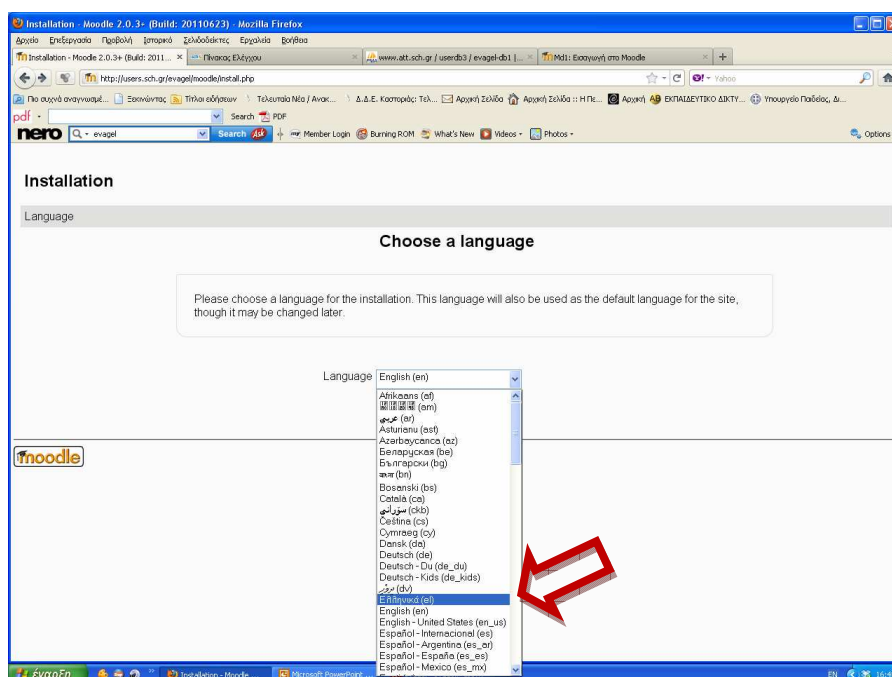 Installation - Moodle 2.0.3+ (Build: 20110623) - Mozilla Firefox
Αρχείο Επεξεργασία Προβολή Ιστορικό Σελιδοδείκτες Εργαλεία Βοήθεια
Installation - Moodle 2.0.3+ (Build: 2011... Πίνακας Ελέγχου www.att.sch.gr / userdb3 / evagel-db1 | ... Md1: Εισαγωγή στο Moodle
http://users.sch.gr/evagel/moodle/install.php Yahoo
Πιο συχνά αναγνωσμέ... Ξεκινώντας Τίτλοι ειδήσεων Τελευταία Νέα / Ανακ... Δ.Δ.Ε. Καστοριάς: Τελ... Αρχική Σελίδα Αρχική Σελίδα :: Η Πε... Αρχική ΕΚΠΑΙΔΕΥΤΙΚΟ ΔΙΚΤΥ... Υπουργείο Παιδείας, Δι...
pdf Search PDF
nero evagel Search Ask Member Login Burning ROM What's New Videos Photos Options
Installation
Language
Choose a language
Please choose a language for the installation. This language will also be used as the default language for the site,
though it may be changed later.
Language English (en)
Afrikaans (af)
(am)
عربي (ar)
Asturianu (ast)
Azərbaycanca (az)
Беларуская (be)
Български (bg)
বাংলা (bn)
Bosanski (bs)
Català (ca)
سۆرانی (ckb)
Čeština (cs)
Cymraeg (cy)
Dansk (da)
Deutsch (de)
Deutsch - Du (de_du)
Deutsch - Kids (de_kids)
(dv)
Ελληνικά (el)
English (en)
English - United States (en_us)
Español - Internacional (es)
Español - Argentina (es_ar)
Español - España (es_es)
Español - Mexico (es_mx)
moodle
έναρξη Installation - Moodle ... Microsoft PowerPoint ... EN